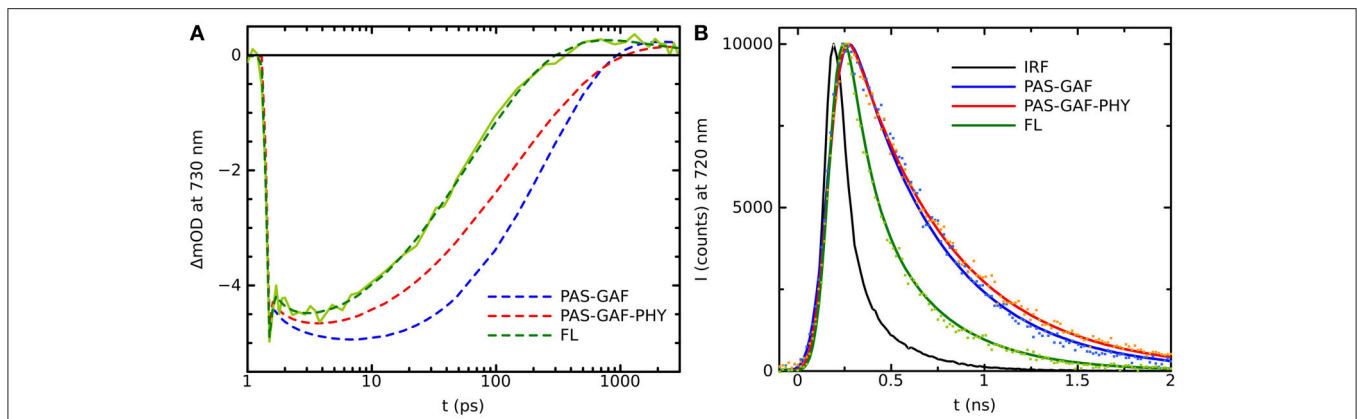 A
ΔmOD at 730 nm
0
−2
−4
1
10
100
1000
t (ps)
PAS-GAF
PAS-GAF-PHY
FL
B
I (counts) at 720 nm
10000
5000
0
0
0.5
1
1.5
2
t (ns)
IRF
PAS-GAF
PAS-GAF-PHY
FL